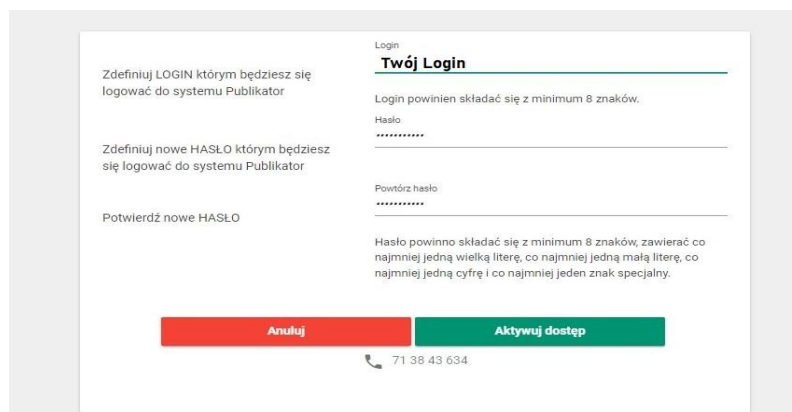 Login
Twój Login
Zdefiniuj LOGIN którym będziesz się
logować do systemu Publikator
Login powinien składać się z minimum 8 znaków.
Hasło
•••••••••••
Zdefiniuj nowe HASŁO którym będziesz
się logować do systemu Publikator
Powtórz hasło
•••••••••••
Potwierdź nowe HASŁO
Hasło powinno składać się z minimum 8 znaków, zawierać co
najmniej jedną wielką literę, co najmniej jedną małą literę, co
najmniej jedną cyfrę i co najmniej jeden znak specjalny.
Anuluj
Aktywuj dostęp
71 38 43 634